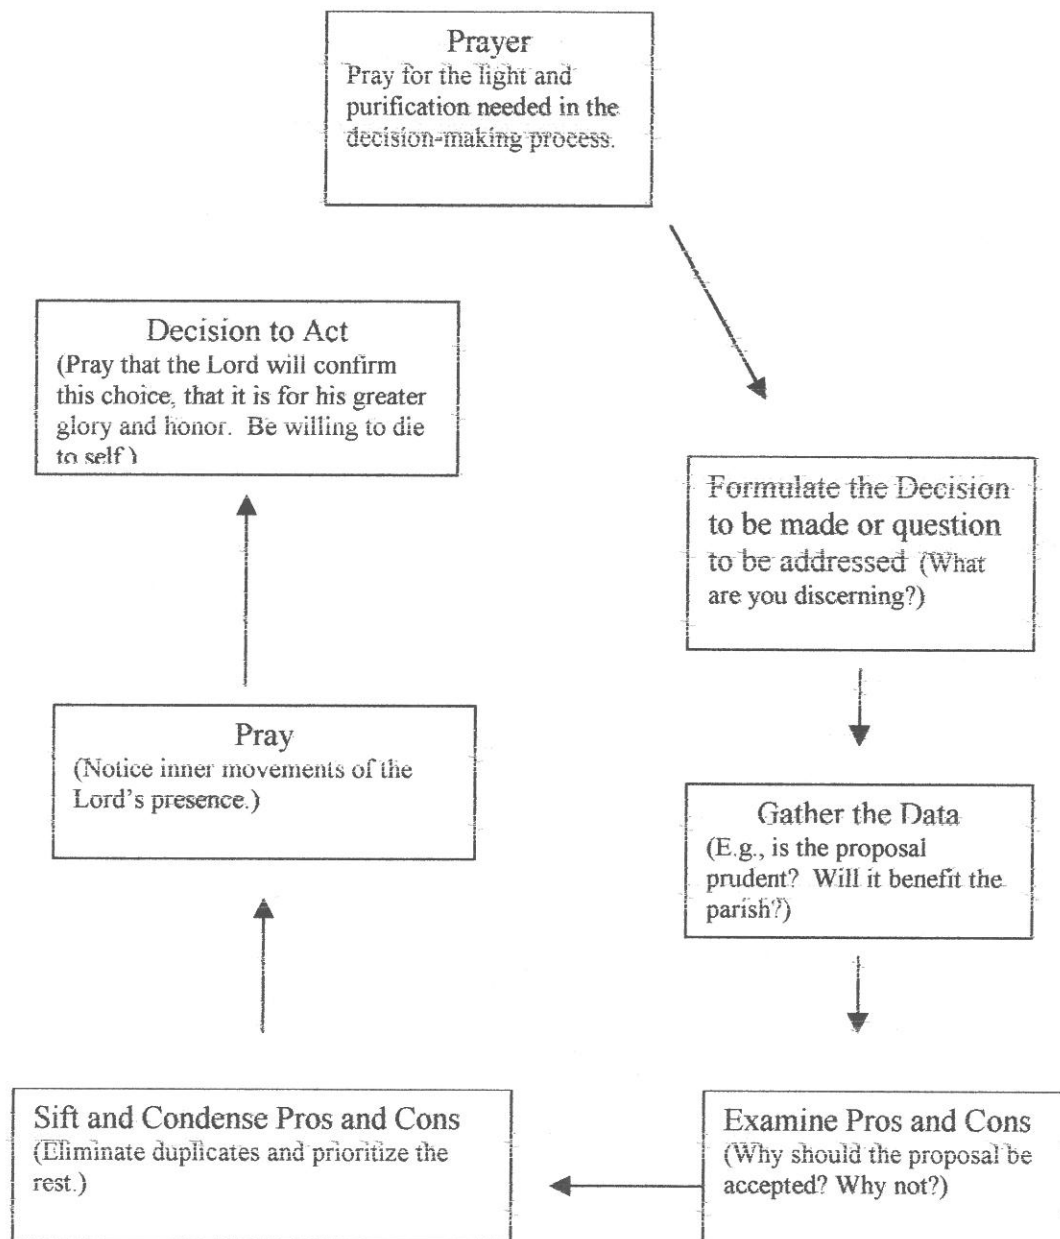 Prayer
Pray for the light and
purification needed in the
decision-making process.
Formulate the Decision
to be made or question
to be addressed (What
are you discerning?)
Gather the Data
(E.g., is the proposal
prudent? Will it benefit the
parish?)
Examine Pros and Cons
(Why should the proposal be
accepted? Why not?)
Sift and Condense Pros and Cons
(Eliminate duplicates and prioritize the
rest.)
Pray
(Notice inner movements of the
Lord's presence.)
Decision to Act
(Pray that the Lord will confirm
this choice, that it is for his greater
glory and honor. Be willing to die
to self)